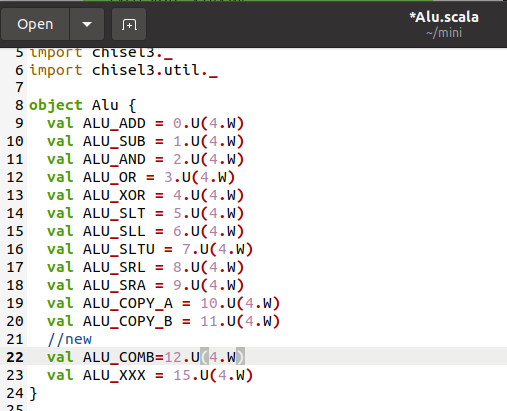 Open
*Alu.scala
~/mini
5 import chisel3._
6 import chisel3.util._
7
8 object Alu {
9   val ALU_ADD = 0.U(4.W)
10   val ALU_SUB = 1.U(4.W)
11   val ALU_AND = 2.U(4.W)
12   val ALU_OR = 3.U(4.W)
13   val ALU_XOR = 4.U(4.W)
14   val ALU_SLT = 5.U(4.W)
15   val ALU_SLL = 6.U(4.W)
16   val ALU_SLTU = 7.U(4.W)
17   val ALU_SRL = 8.U(4.W)
18   val ALU_SRA = 9.U(4.W)
19   val ALU_COPY_A = 10.U(4.W)
20   val ALU_COPY_B = 11.U(4.W)
21   //new
22   val ALU_COMB=12.U(4.W)
23   val ALU_XXX = 15.U(4.W)
24 }
25